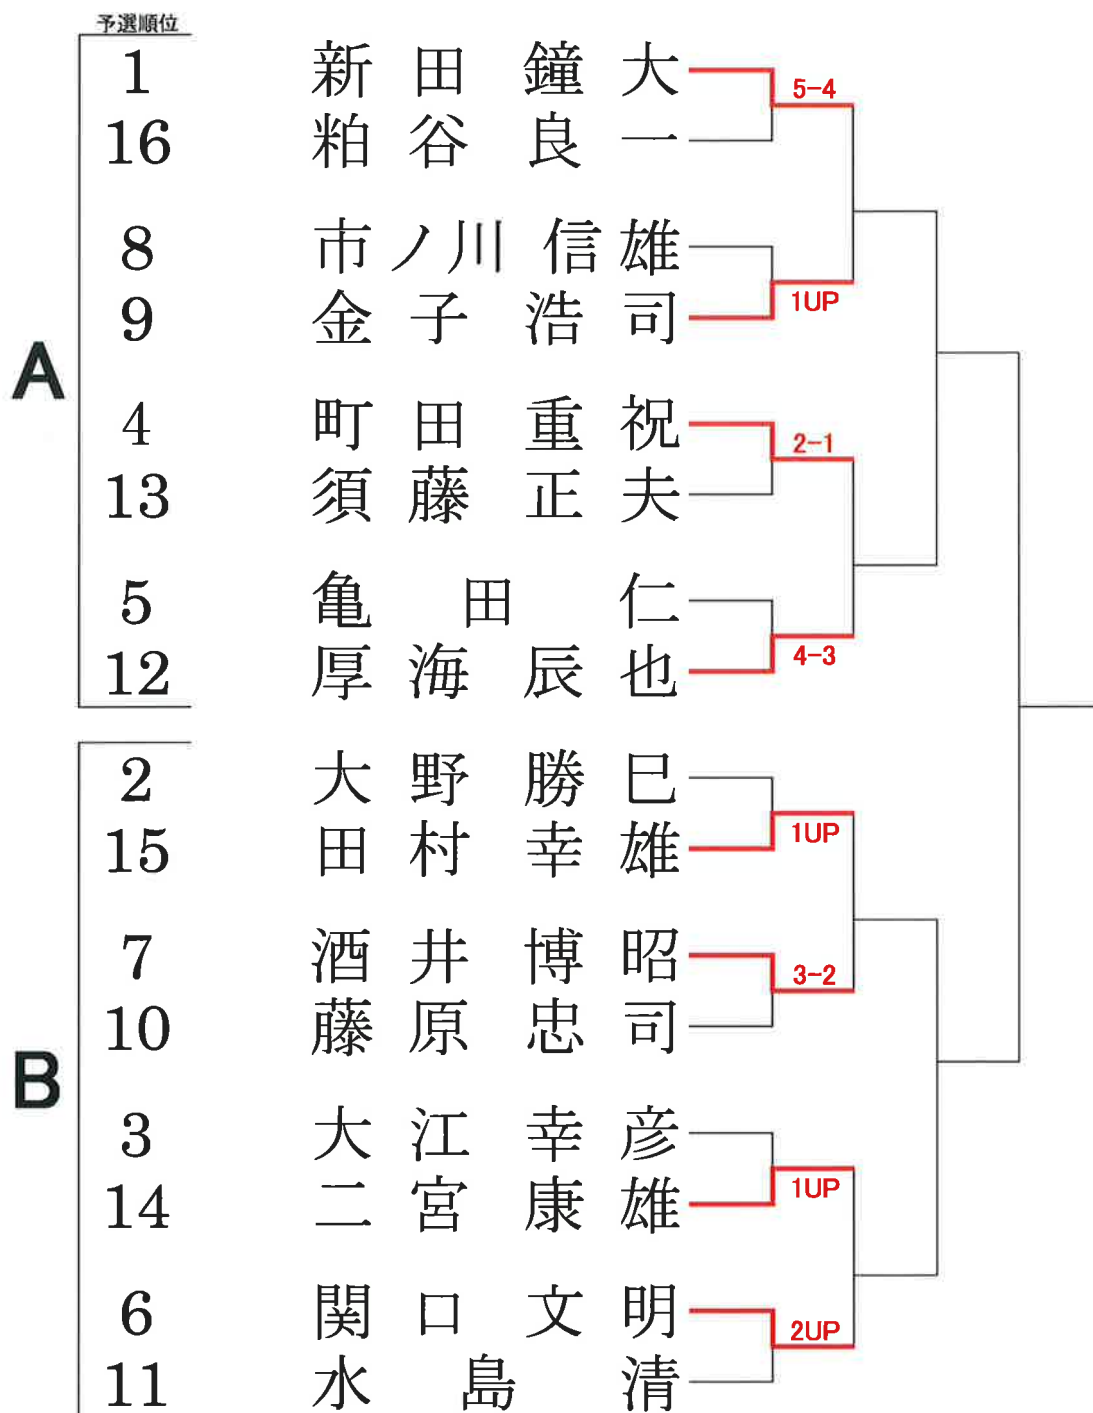 予選順位
A
1 新田鐘大
5-4
16 粕谷良一
8 市ノ川信雄
1UP
9 金子浩司
4 町田重祝
2-1
13 須藤正夫
5 亀田仁
4-3
12 厚海辰也
B
2 大野勝巳
1UP
15 田村幸雄
7 酒井博昭
3-2
10 藤原忠司
3 大江幸彦
1UP
14 二宮康雄
6 関口文明
2UP
11 水島清